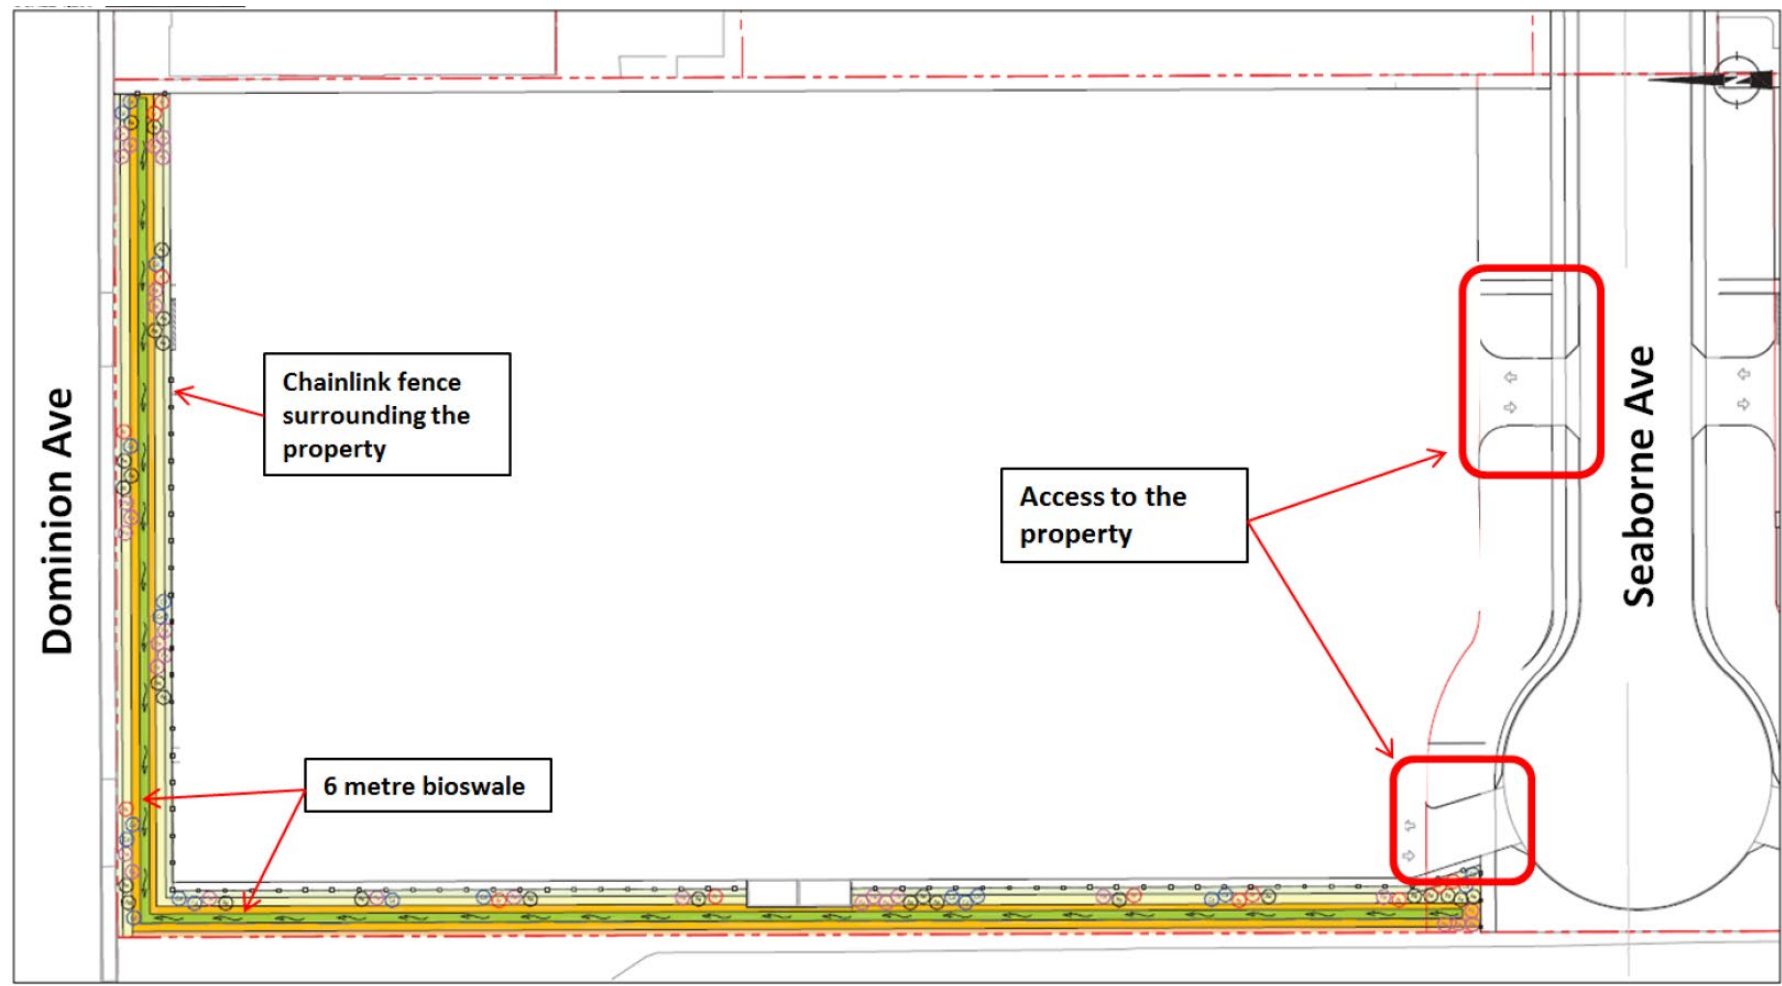 Chainlink fence
surrounding the
property
Dominion Ave
Access to the
property
Seaborne Ave
6 metre bioswale
N